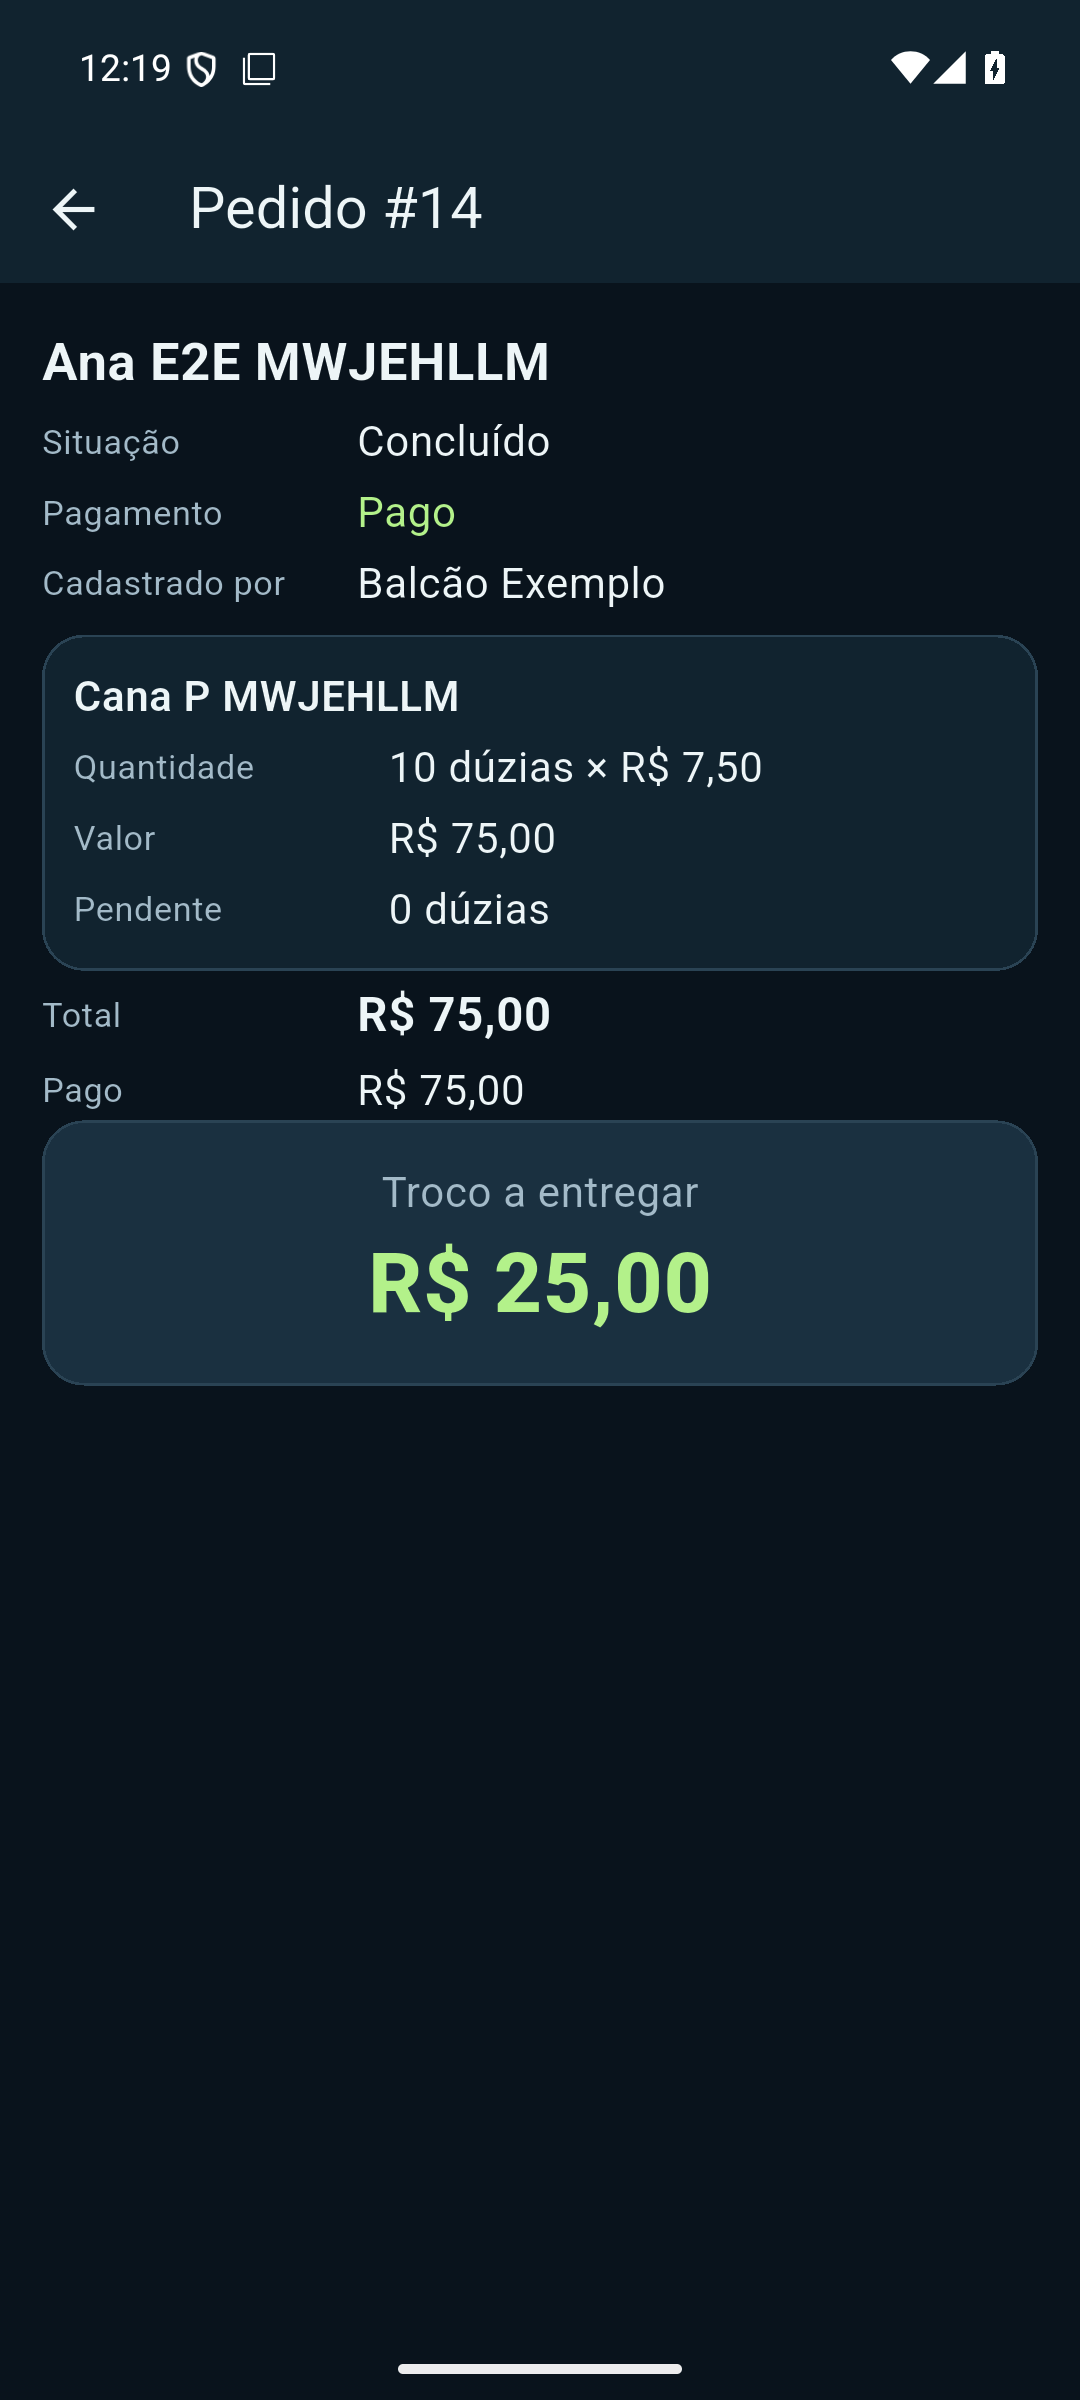 12:19
Pedido #14
Ana E2E MWJEHLLM
Situação Concluído
Pagamento Pago
Cadastrado por Balcão Exemplo
Cana P MWJEHLLM
Quantidade 10 dúzias × R$ 7,50
Valor R$ 75,00
Pendente 0 dúzias
Total R$ 75,00
Pago R$ 75,00
Troco a entregar
R$ 25,00